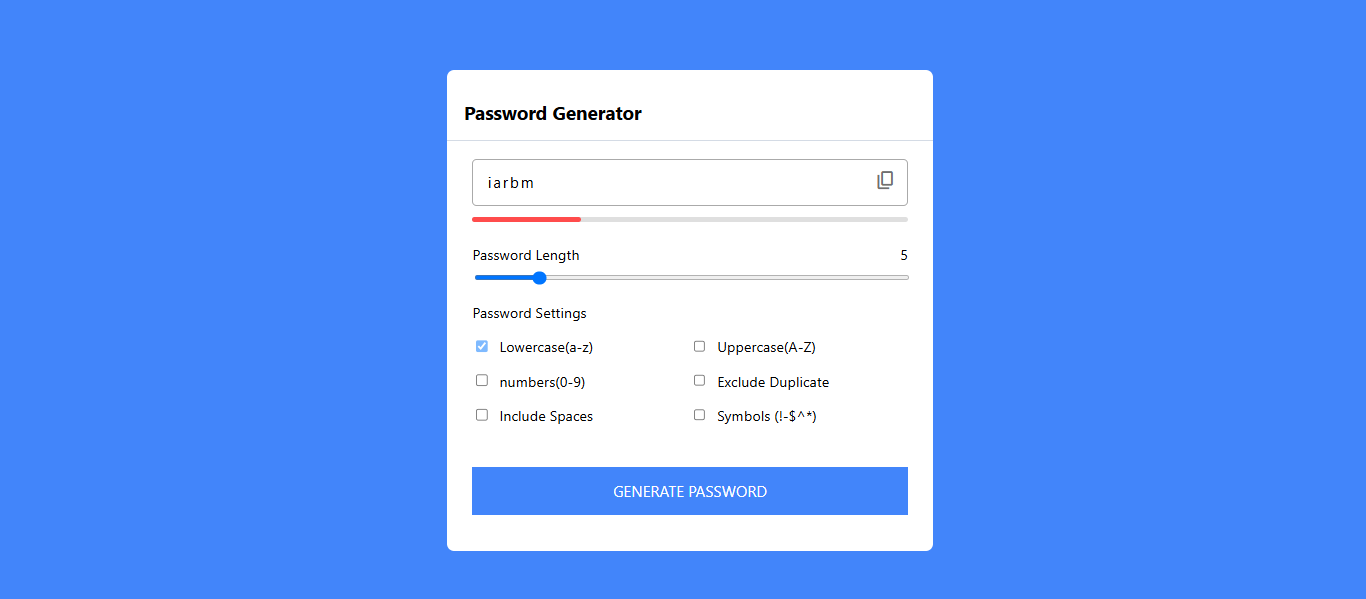 Password Generator
iarbm
Password Length 5
Password Settings
Lowercase(a-z) Uppercase(A-Z)
numbers(0-9) Exclude Duplicate
Include Spaces Symbols (!-$^*)
GENERATE PASSWORD